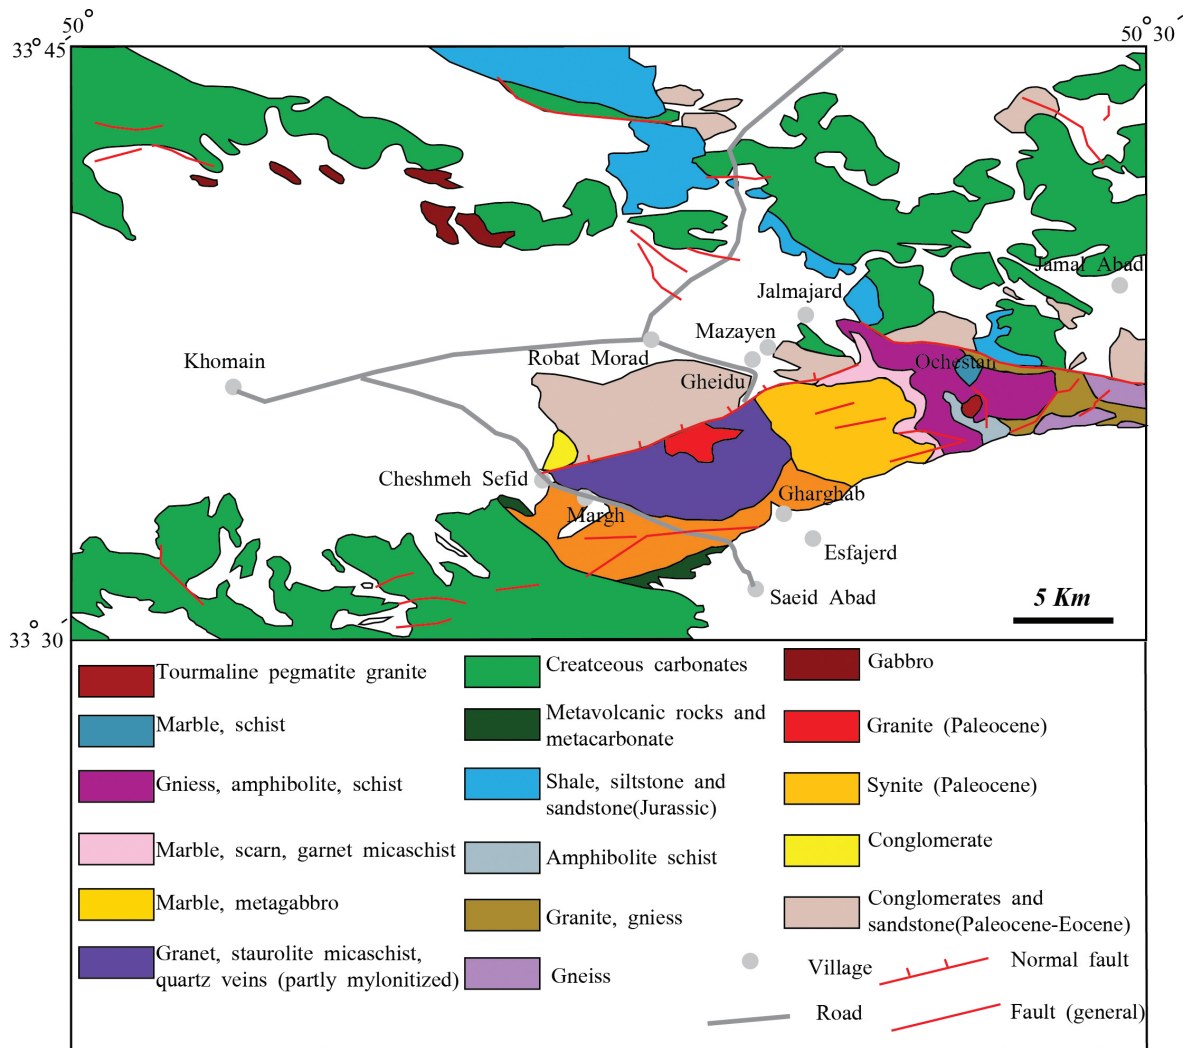 50°
50° 30´
33° 45´
Jamal Abad
Jalmajard
Mazayen
Robat Morad
Khomain
Ochestan
Gheidu
Cheshmeh Sefid
Gharghab
Margh
Esfajerd
Saeid Abad
5 Km
33° 30´
Tourmaline pegmatite granite
Marble, schist
Gniess, amphibolite, schist
Marble, scarn, garnet micaschist
Marble, metagabbro
Granet, staurolite micaschist,
quartz veins (partly mylonitized)
Creatceous carbonates
Metavolcanic rocks and
metacarbonate
Shale, siltstone and
sandstone(Jurassic)
Amphibolite schist
Granite, gniess
Gneiss
Gabbro
Granite (Paleocene)
Synite (Paleocene)
Conglomerate
Conglomerates and
sandstone(Paleocene-Eocene)
Village
Normal fault
Road
Fault (general)